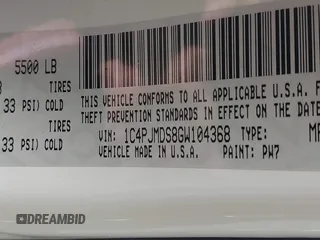 5500 LB
TIRES
33 PSI) COLD
TIRES
33 PSI) COLD
THIS VEHICLE CONFORMS TO ALL APPLICABLE U.S.A. F
THEFT PREVENTION STANDARDS IN EFFECT ON THE DATE
VIN: 1C4PJMDS8GW104368 TYPE:
VEHICLE MADE IN U.S.A. PAINT: PW7
DREAMBID